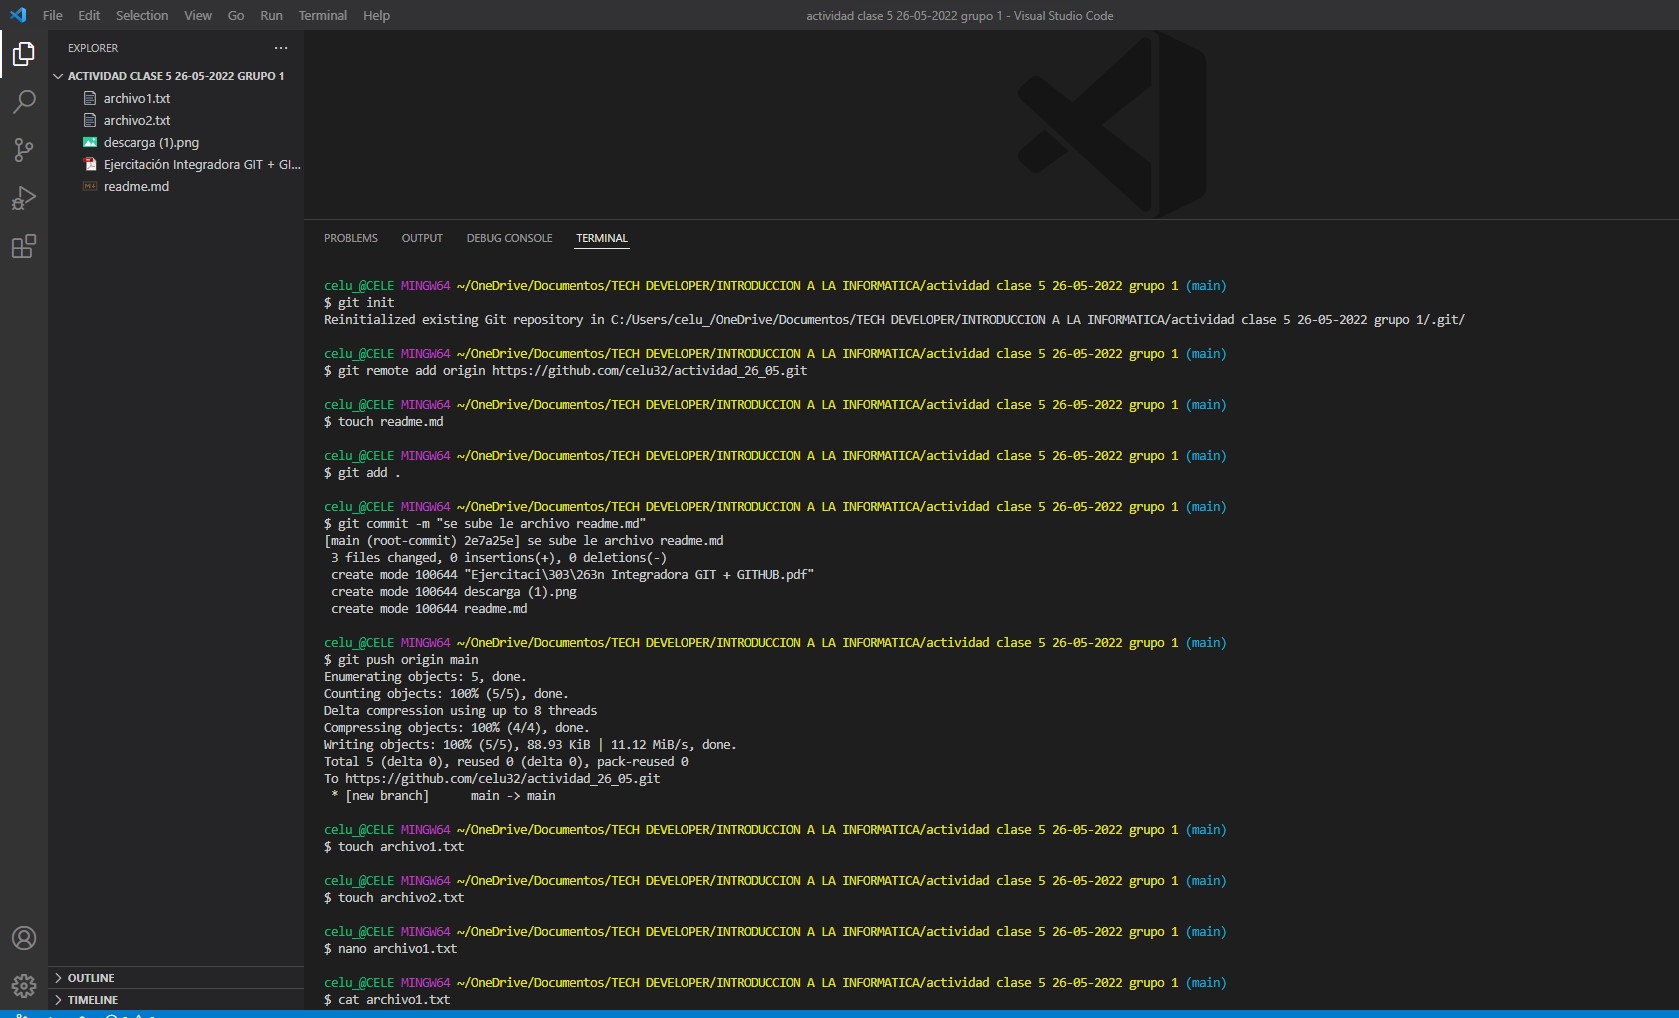 File Edit Selection View Go Run Terminal Help
actividad clase 5 26-05-2022 grupo 1 - Visual Studio Code
EXPLORER
ACTIVIDAD CLASE 5 26-05-2022 GRUPO 1
archivo1.txt
archivo2.txt
descarga (1).png
Ejercitación Integradora GIT + GI...
readme.md
OUTLINE
TIMELINE
PROBLEMS OUTPUT DEBUG CONSOLE TERMINAL
celu_@CELE MINGW64 ~/OneDrive/Documentos/TECH DEVELOPER/INTRODUCCION A LA INFORMATICA/actividad clase 5 26-05-2022 grupo 1 (main)
$ git init
Reinitialized existing Git repository in C:/Users/celu_/OneDrive/Documentos/TECH DEVELOPER/INTRODUCCION A LA INFORMATICA/actividad clase 5 26-05-2022 grupo 1/.git/
celu_@CELE MINGW64 ~/OneDrive/Documentos/TECH DEVELOPER/INTRODUCCION A LA INFORMATICA/actividad clase 5 26-05-2022 grupo 1 (main)
$ git remote add origin https://github.com/celu32/actividad_26_05.git
celu_@CELE MINGW64 ~/OneDrive/Documentos/TECH DEVELOPER/INTRODUCCION A LA INFORMATICA/actividad clase 5 26-05-2022 grupo 1 (main)
$ touch readme.md
celu_@CELE MINGW64 ~/OneDrive/Documentos/TECH DEVELOPER/INTRODUCCION A LA INFORMATICA/actividad clase 5 26-05-2022 grupo 1 (main)
$ git add .
celu_@CELE MINGW64 ~/OneDrive/Documentos/TECH DEVELOPER/INTRODUCCION A LA INFORMATICA/actividad clase 5 26-05-2022 grupo 1 (main)
$ git commit -m "se sube le archivo readme.md"
[main (root-commit) 2e7a25e] se sube le archivo readme.md
3 files changed, 0 insertions(+), 0 deletions(-)
create mode 100644 "Ejercitaci\303\263n Integradora GIT + GITHUB.pdf"
create mode 100644 descarga (1).png
create mode 100644 readme.md
celu_@CELE MINGW64 ~/OneDrive/Documentos/TECH DEVELOPER/INTRODUCCION A LA INFORMATICA/actividad clase 5 26-05-2022 grupo 1 (main)
$ git push origin main
Enumerating objects: 5, done.
Counting objects: 100% (5/5), done.
Delta compression using up to 8 threads
Compressing objects: 100% (4/4), done.
Writing objects: 100% (5/5), 88.93 KiB | 11.12 MiB/s, done.
Total 5 (delta 0), reused 0 (delta 0), pack-reused 0
To https://github.com/celu32/actividad_26_05.git
* [new branch] main -> main
celu_@CELE MINGW64 ~/OneDrive/Documentos/TECH DEVELOPER/INTRODUCCION A LA INFORMATICA/actividad clase 5 26-05-2022 grupo 1 (main)
$ touch archivo1.txt
celu_@CELE MINGW64 ~/OneDrive/Documentos/TECH DEVELOPER/INTRODUCCION A LA INFORMATICA/actividad clase 5 26-05-2022 grupo 1 (main)
$ touch archivo2.txt
celu_@CELE MINGW64 ~/OneDrive/Documentos/TECH DEVELOPER/INTRODUCCION A LA INFORMATICA/actividad clase 5 26-05-2022 grupo 1 (main)
$ nano archivo1.txt
celu_@CELE MINGW64 ~/OneDrive/Documentos/TECH DEVELOPER/INTRODUCCION A LA INFORMATICA/actividad clase 5 26-05-2022 grupo 1 (main)
$ cat archivo1.txt